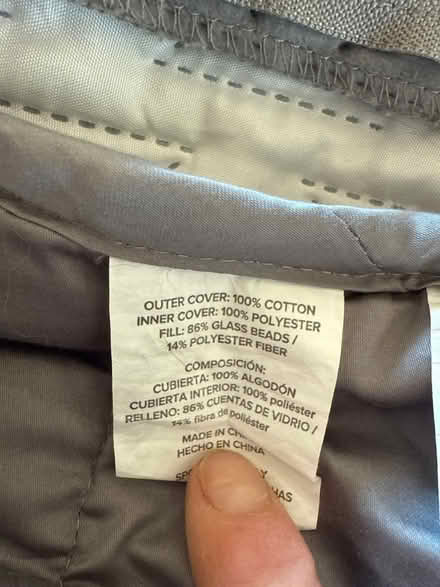 OUTER COVER: 100% COTTON
INNER COVER: 100% POLYESTER
FILL: 86% GLASS BEADS /
14% POLYESTER FIBER
COMPOSICIÓN:
CUBIERTA: 100% ALGODÓN
CUBIERTA INTERIOR: 100% poliéster
RELLENO: 86% CUENTAS DE VIDRIO /
14% fibra de poliéster
MADE IN
HECHO EN CHINA